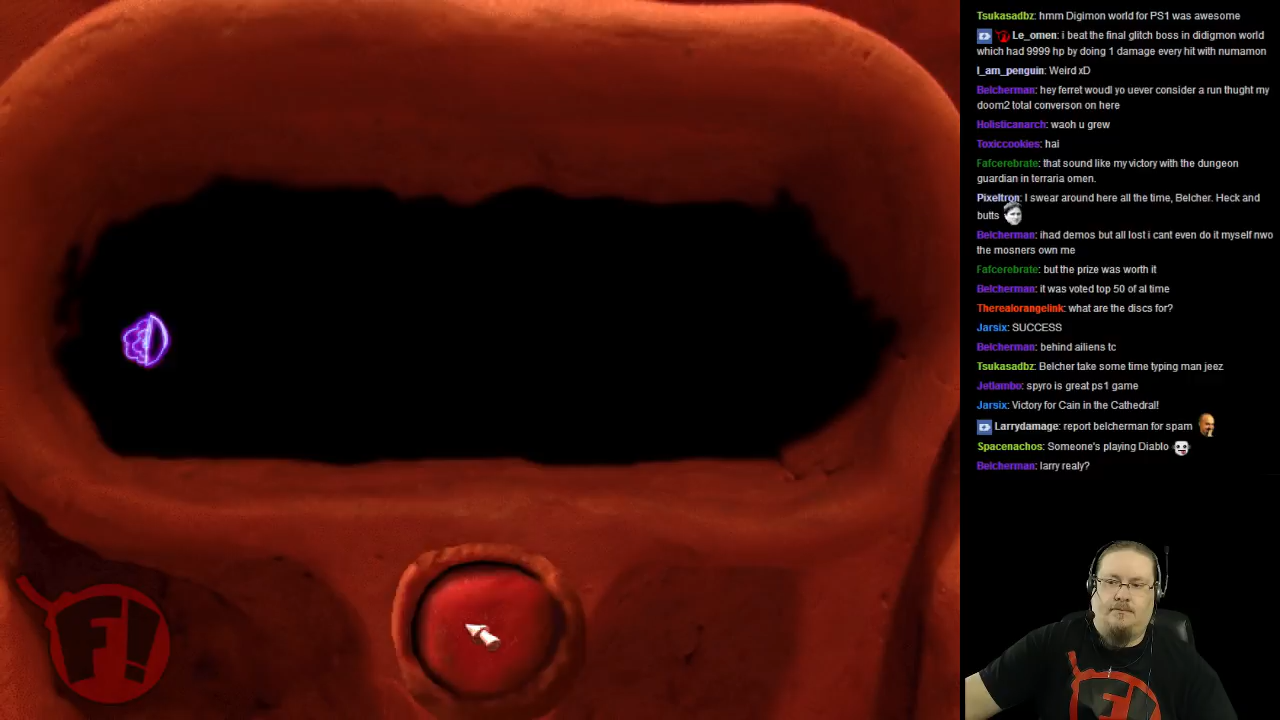 Tsukasadbz: hmm Digimon world for PS1 was awesome
Le_omen: i beat the final glitch boss in didigmon world
which had 9999 hp by doing 1 damage every hit with numamon
I_am_penguin: Weird xD
Belcherman: hey ferret woudl yo uever consider a run thught my
doom2 total converson on here
Holisticanarch: waoh u grew
Toxiccookies: hai
Fafcerebrate: that sound like my victory with the dungeon
guardian in terraria omen.
Pixeltron: I swear around here all the time, Belcher. Heck and
butts
Belcherman: ihad demos but all lost i cant even do it myself nwo
the mosners own me
Fafcerebrate: but the prize was worth it
Belcherman: it was voted top 50 of al time
Therealorangelink: what are the discs for?
Jarsix: SUCCESS
Belcherman: behind ailiens tc
Tsukasadbz: Belcher take some time typing man jeez
Jetlambo: spyro is great ps1 game
Jarsix: Victory for Cain in the Cathedral!
Larrydamage: report belcherman for spam
Spacenachos: Someone's playing Diablo
Belcherman: larry realy?
F!